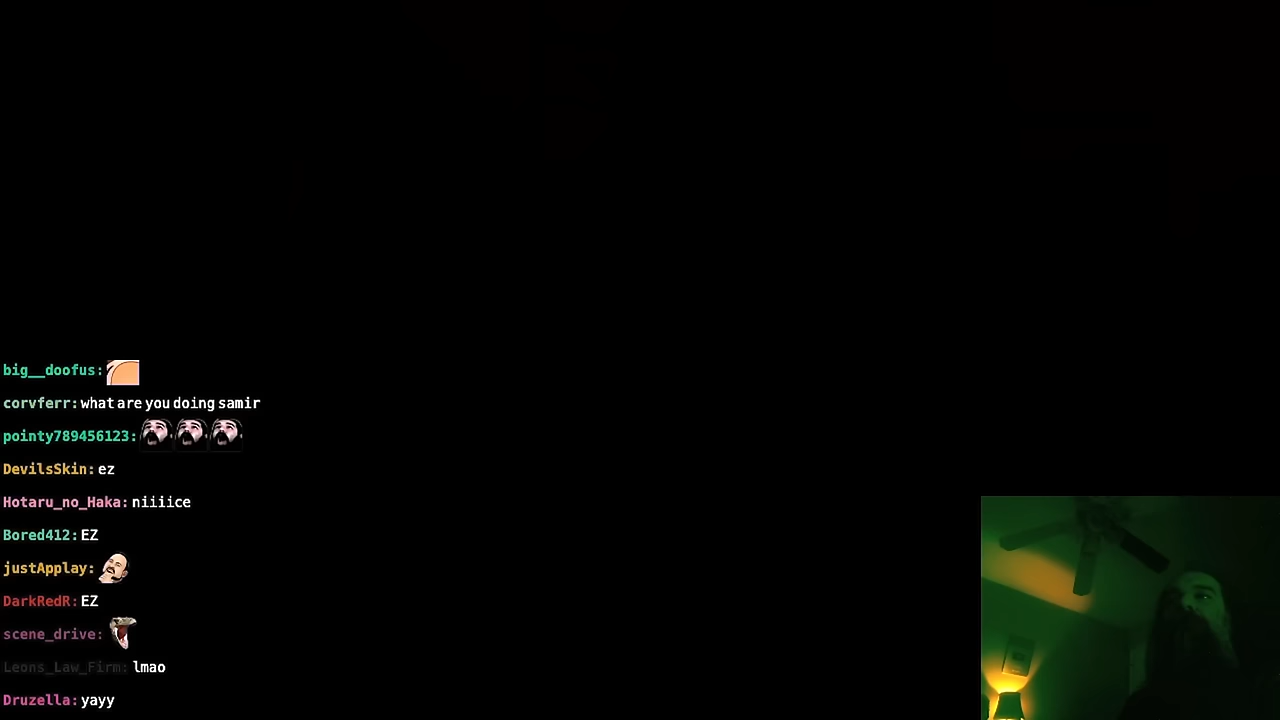 big__doofus:
corvferr: what are you doing samir
pointy789456123:
DevilsSkin: ez
Hotaru_no_Haka: niiiice
Bored412: EZ
justApplay:
DarkRedR: EZ
scene_drive:
Leons_Law_Firm: lmao
Druzella: yayy